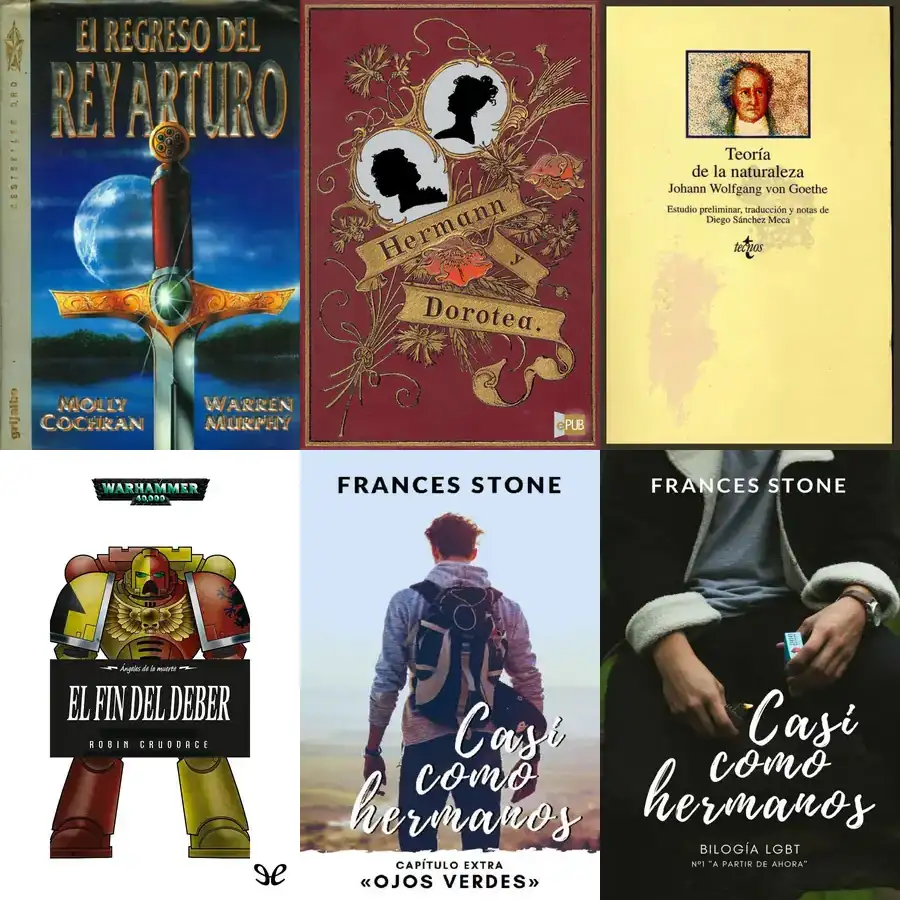 BESTSELLER ORO
grijalbo
El REGRESO DEL
REY ARTURO
MOLLY
COCHRAN
WARREN
MURPHY
Hermann
y
Dorotea.
ePUB
Teoría
de la naturaleza
Johann Wolfgang von Goethe
Estudio preliminar, traducción y notas de
Diego Sánchez Meca
tecnos
WARHAMMER
40,000
Ángeles de la muerte
EL FIN DEL DEBER
ROBIN CRUDDACE
FRANCES STONE
Casi
como
hermanos
CAPÍTULO EXTRA
«OJOS VERDES»
FRANCES STONE
Casi
como
hermanos
BILOGÍA LGBT
Nº1 "A PARTIR DE AHORA"